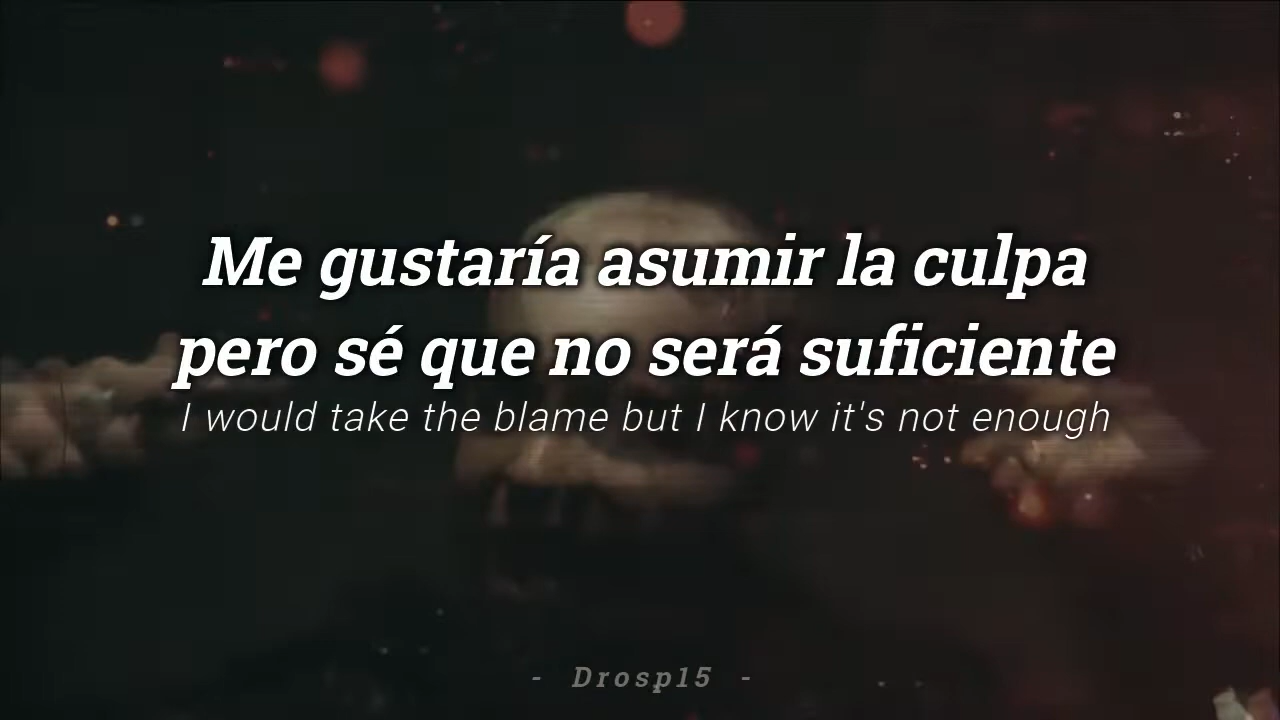 Me gustaría asumir la culpa
pero sé que no será suficiente
I would take the blame but I know it's not enough
- Drosp15 -